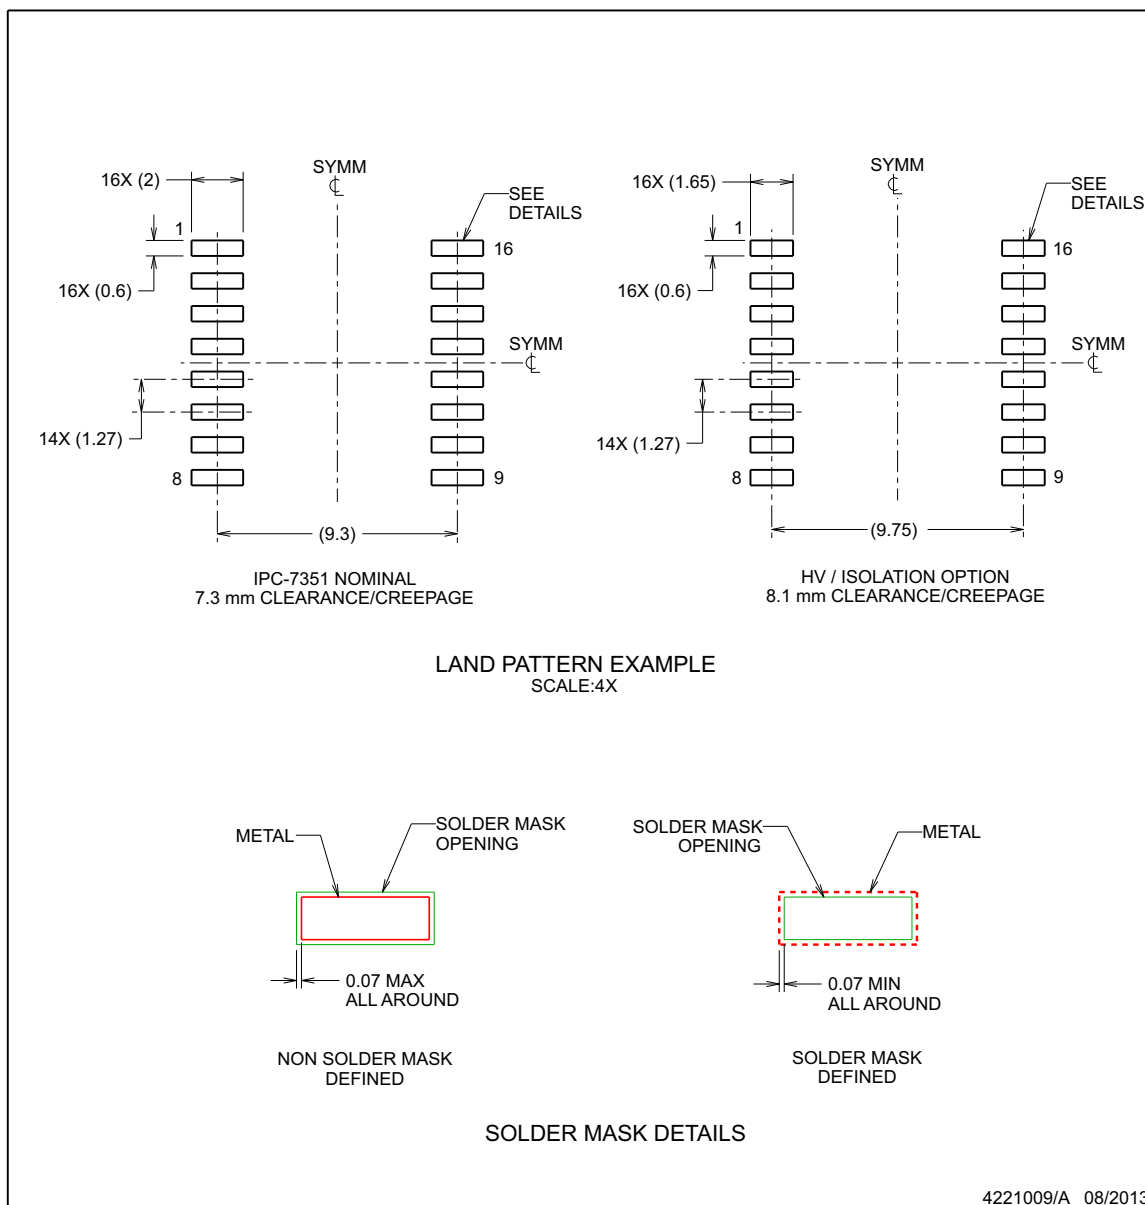 SYMM
16X (2)
SEE
DETAILS
1
16
16X (0.6)
SYMM
14X (1.27)
8
9
(9.3)
IPC-7351 NOMINAL
7.3 mm CLEARANCE/CREEPAGE
SYMM
16X (1.65)
SEE
DETAILS
1
16
16X (0.6)
SYMM
14X (1.27)
8
9
(9.75)
HV / ISOLATION OPTION
8.1 mm CLEARANCE/CREEPAGE
LAND PATTERN EXAMPLE
SCALE:4X
METAL
SOLDER MASK
OPENING
0.07 MAX
ALL AROUND
NON SOLDER MASK
DEFINED
SOLDER MASK
OPENING
METAL
0.07 MIN
ALL AROUND
SOLDER MASK
DEFINED
SOLDER MASK DETAILS
4221009/A 08/2013